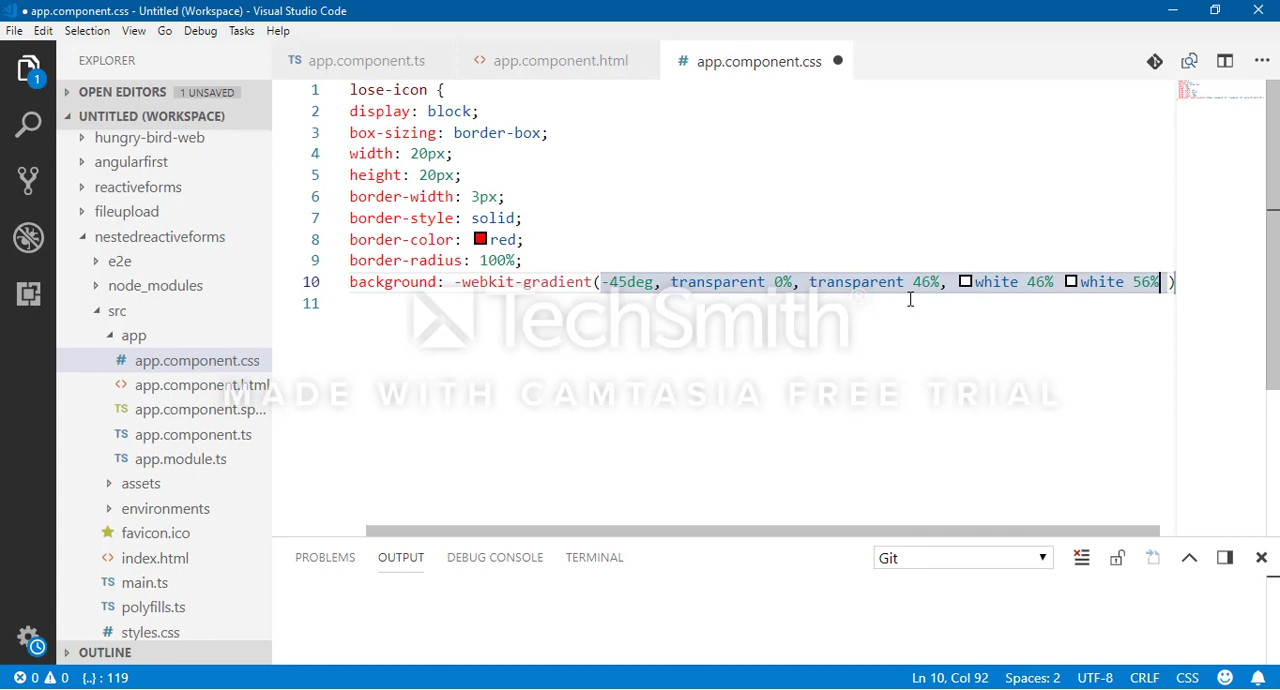 ● app.component.css - Untitled (Workspace) - Visual Studio Code
File Edit Selection View Go Debug Tasks Help
EXPLORER
TS app.component.ts
<> app.component.html
# app.component.css ●
1
OPEN EDITORS 1 UNSAVED
UNTITLED (WORKSPACE)
hungry-bird-web
angularfirst
reactiveforms
fileupload
nestedreactiveforms
e2e
node_modules
src
app
# app.component.css
<> app.component.html
TS app.component.sp...
TS app.component.ts
TS app.module.ts
assets
environments
favicon.ico
<> index.html
TS main.ts
TS polyfills.ts
# styles.css
OUTLINE
1 lose-icon {
2 display: block;
3 box-sizing: border-box;
4 width: 20px;
5 height: 20px;
6 border-width: 3px;
7 border-style: solid;
8 border-color: red;
9 border-radius: 100%;
10 background: -webkit-gradient(-45deg, transparent 0%, transparent 46%, white 46% white 56% )
11
TechSmith®
MADE WITH CAMTASIA FREE TRIAL
PROBLEMS OUTPUT DEBUG CONSOLE TERMINAL
Git
0 0 {..} : 119
Ln 10, Col 92 Spaces: 2 UTF-8 CRLF CSS